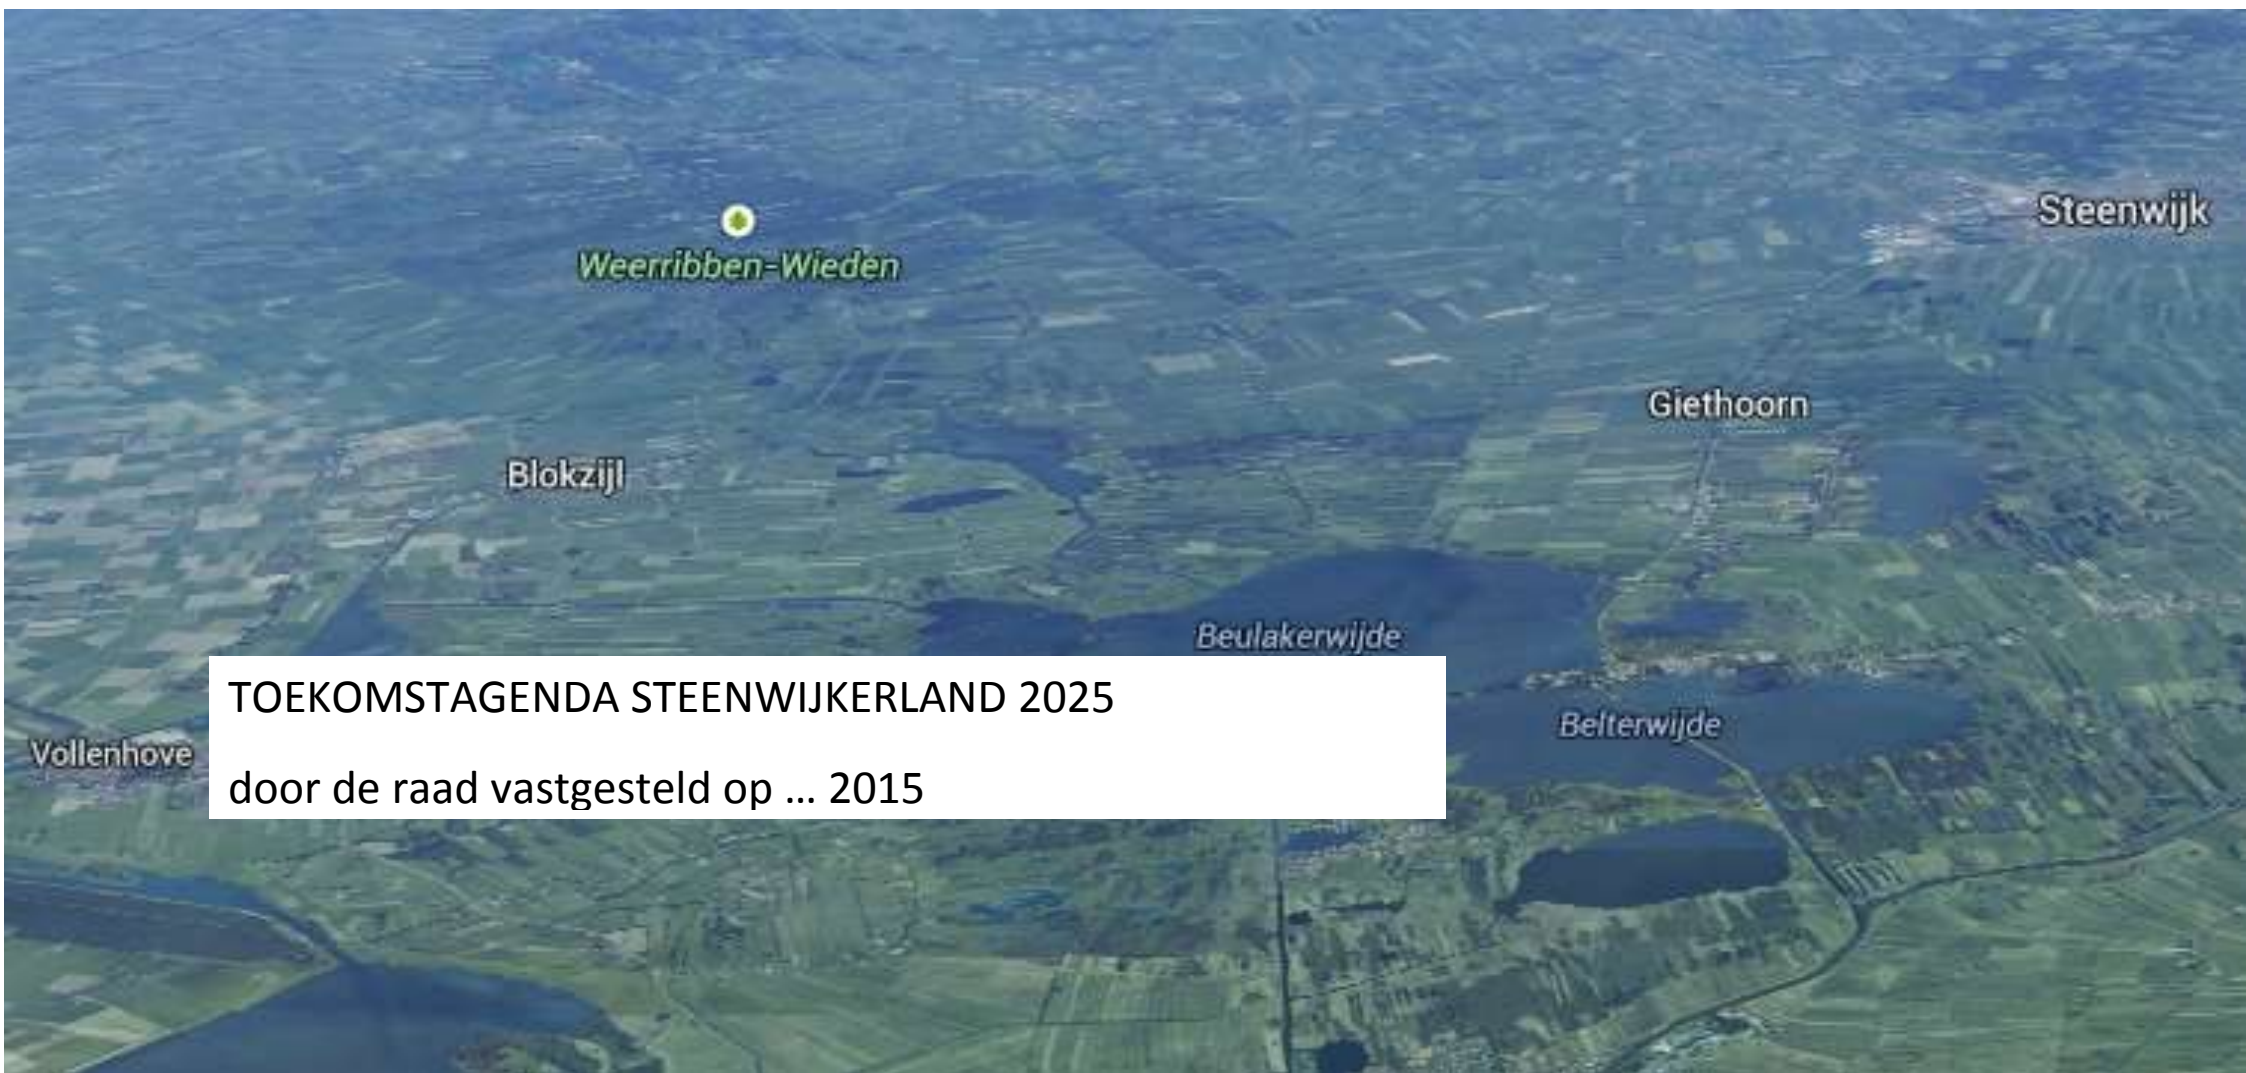 Steenwijk
Weerribben-Wieden
Giethoorn
Blokzijl
Beulakerwijde
TOEKOMSTAGENDA STEENWIJKERLAND 2025
Belterwijde
Vollenhove
door de raad vastgesteld op … 2015